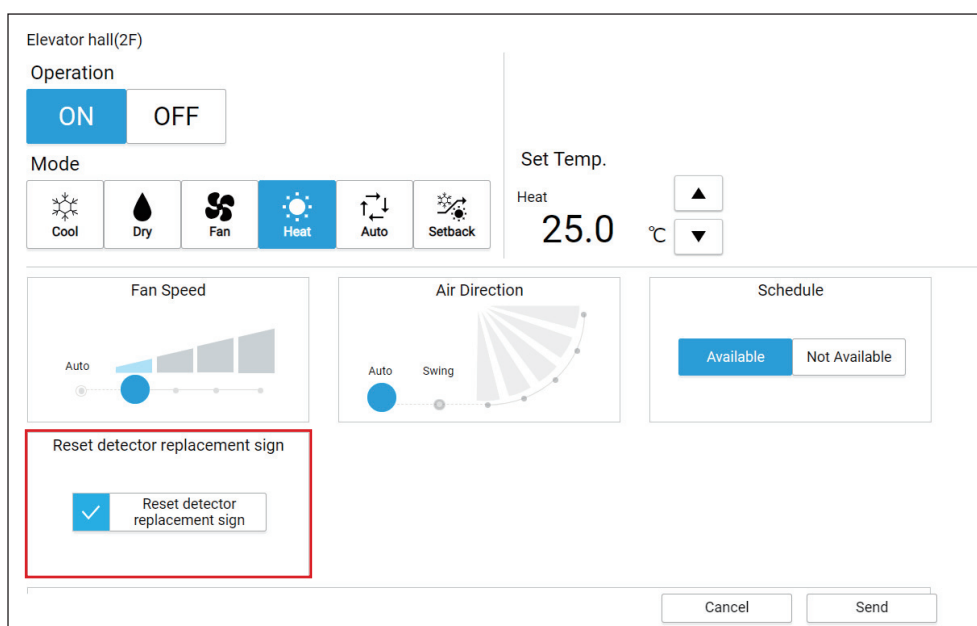 Elevator hall(2F)
Operation
ON OFF
Mode
Cool Dry Fan Heat Auto Setback
Set Temp.
Heat
25.0 ℃
Fan Speed
Auto
Air Direction
Auto Swing
Schedule
Available Not Available
Reset detector replacement sign
Reset detector
replacement sign
Cancel Send